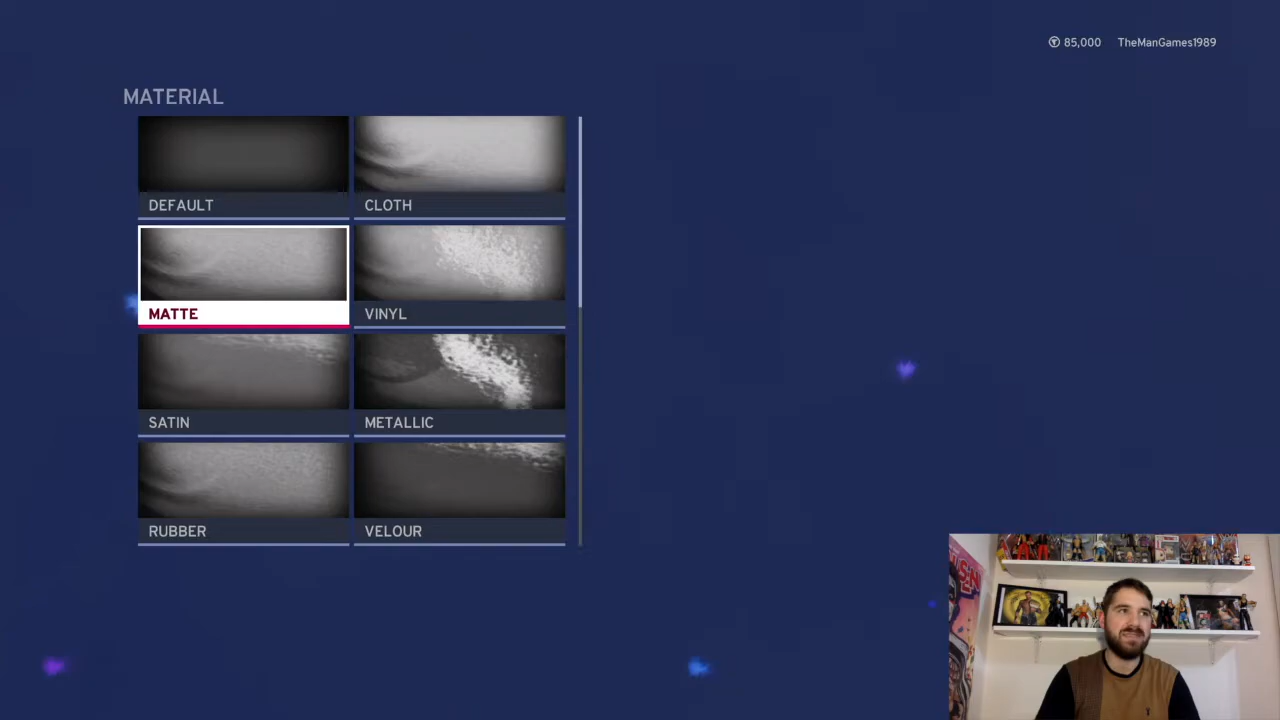 85,000 TheManGames1989
MATERIAL
DEFAULT CLOTH
MATTE VINYL
SATIN METALLIC
RUBBER VELOUR